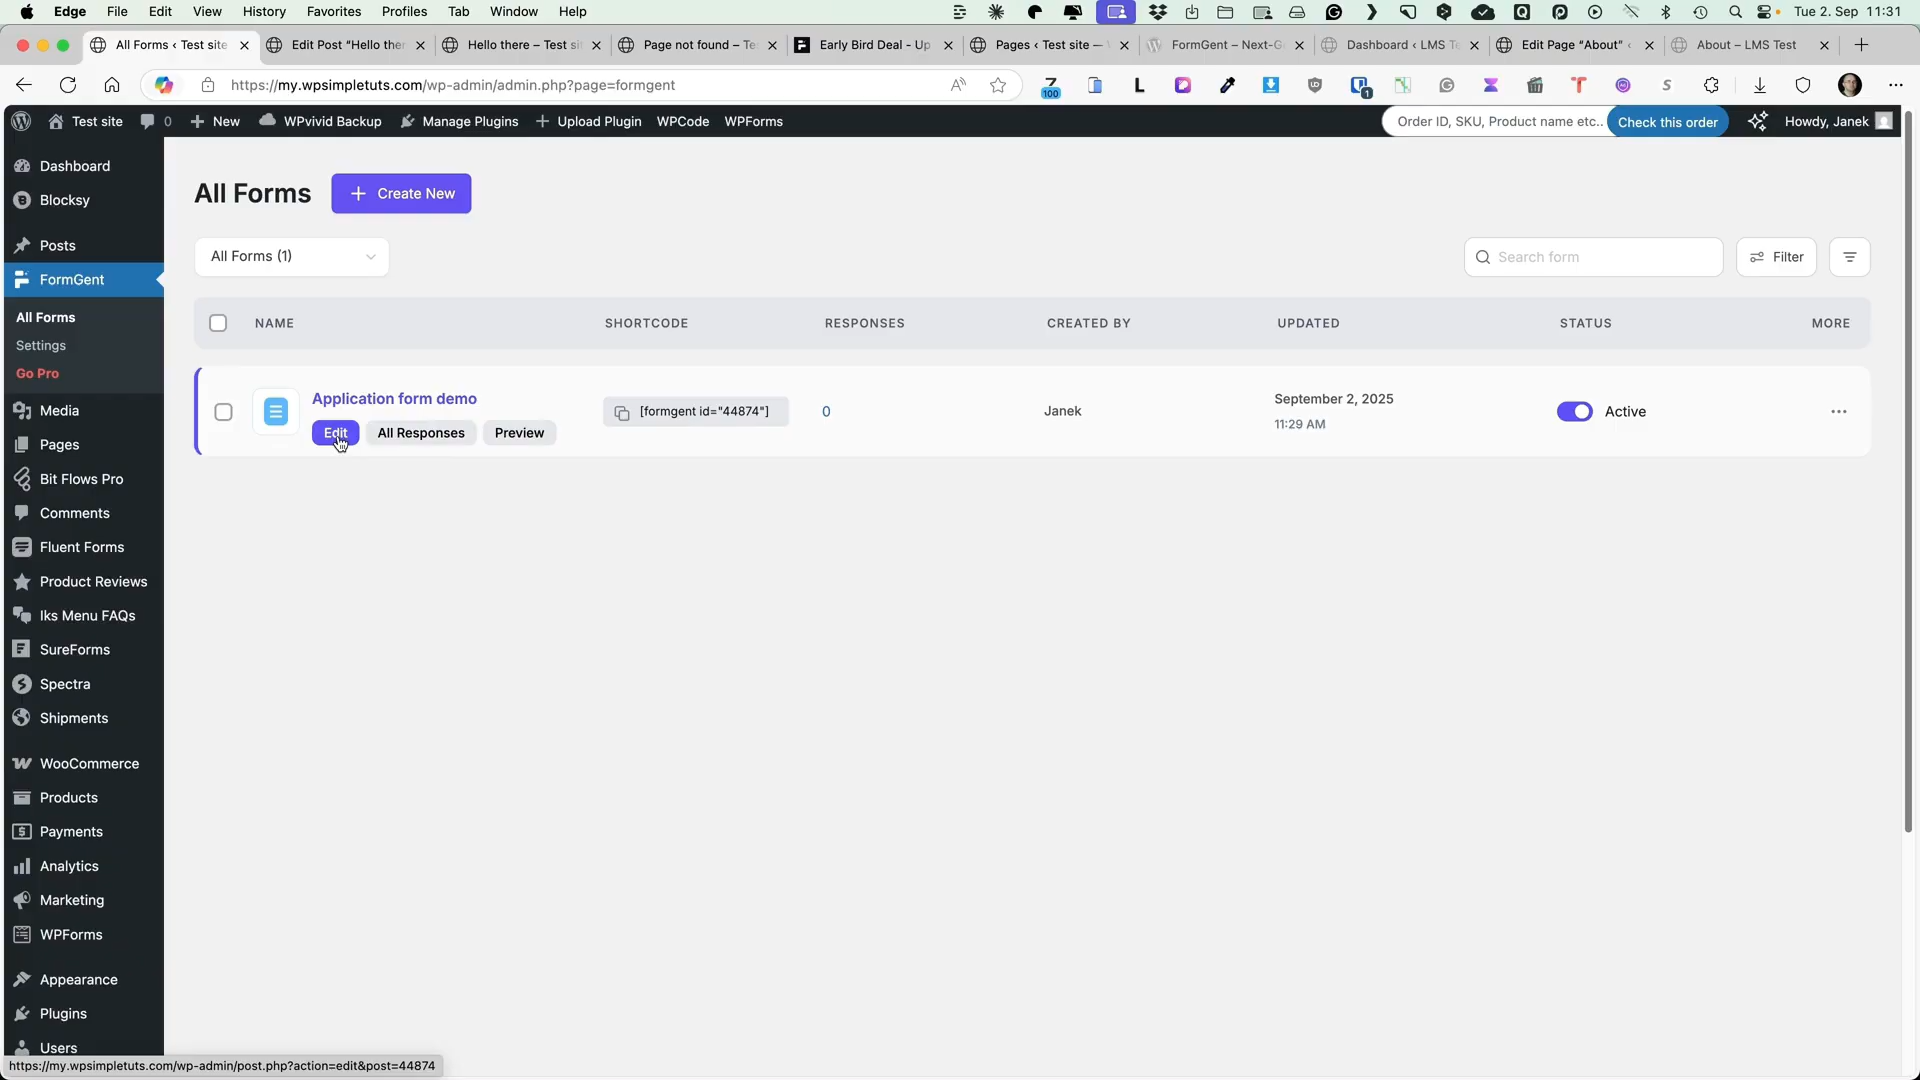 Edge File Edit View History Favorites Profiles Tab Window Help Tue 2. Sep 11:31
All Forms ‹ Test site
Edit Post “Hello the
Hello there – Test si
Page not found – Te
Early Bird Deal - Up
Pages ‹ Test site —
FormGent – Next-G
Dashboard ‹ LMS T
Edit Page “About” ‹
About – LMS Test
https://my.wpsimpletuts.com/wp-admin/admin.php?page=formgent
100
1
Test site 0 New WPvivid Backup Manage Plugins Upload Plugin WPCode WPForms Order ID, SKU, Product name etc.. Check this order Howdy, Janek
Dashboard
Blocksy
Posts
FormGent
All Forms
Settings
Go Pro
Media
Pages
Bit Flows Pro
Comments
Fluent Forms
Product Reviews
Iks Menu FAQs
SureForms
Spectra
Shipments
WooCommerce
Products
Payments
Analytics
Marketing
WPForms
Appearance
Plugins
Users
All Forms
Create New
All Forms (1)
Search form
Filter
NAME SHORTCODE RESPONSES CREATED BY UPDATED STATUS MORE
Application form demo
Edit All Responses Preview
[formgent id="44874"]
0
Janek
September 2, 2025
11:29 AM
Active
https://my.wpsimpletuts.com/wp-admin/post.php?action=edit&post=44874